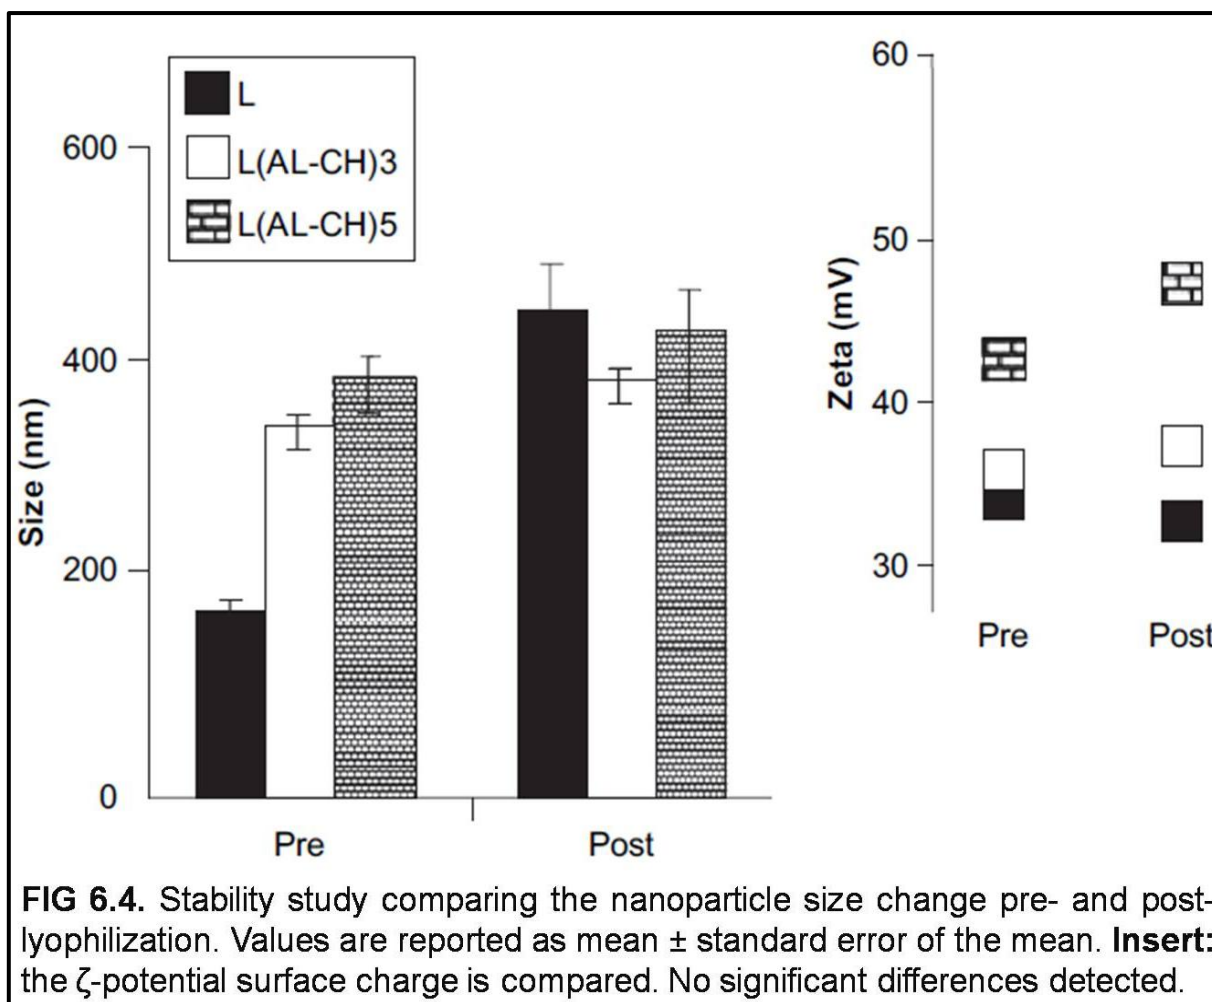 L
L(AL-CH)3
L(AL-CH)5
600
400
200
0
Size (nm)
Pre
Post
60
50
40
30
Zeta (mV)
Pre
Post
FIG 6.4. Stability study comparing the nanoparticle size change pre- and post-
lyophilization. Values are reported as mean ± standard error of the mean. Insert:
the ζ-potential surface charge is compared. No significant differences detected.